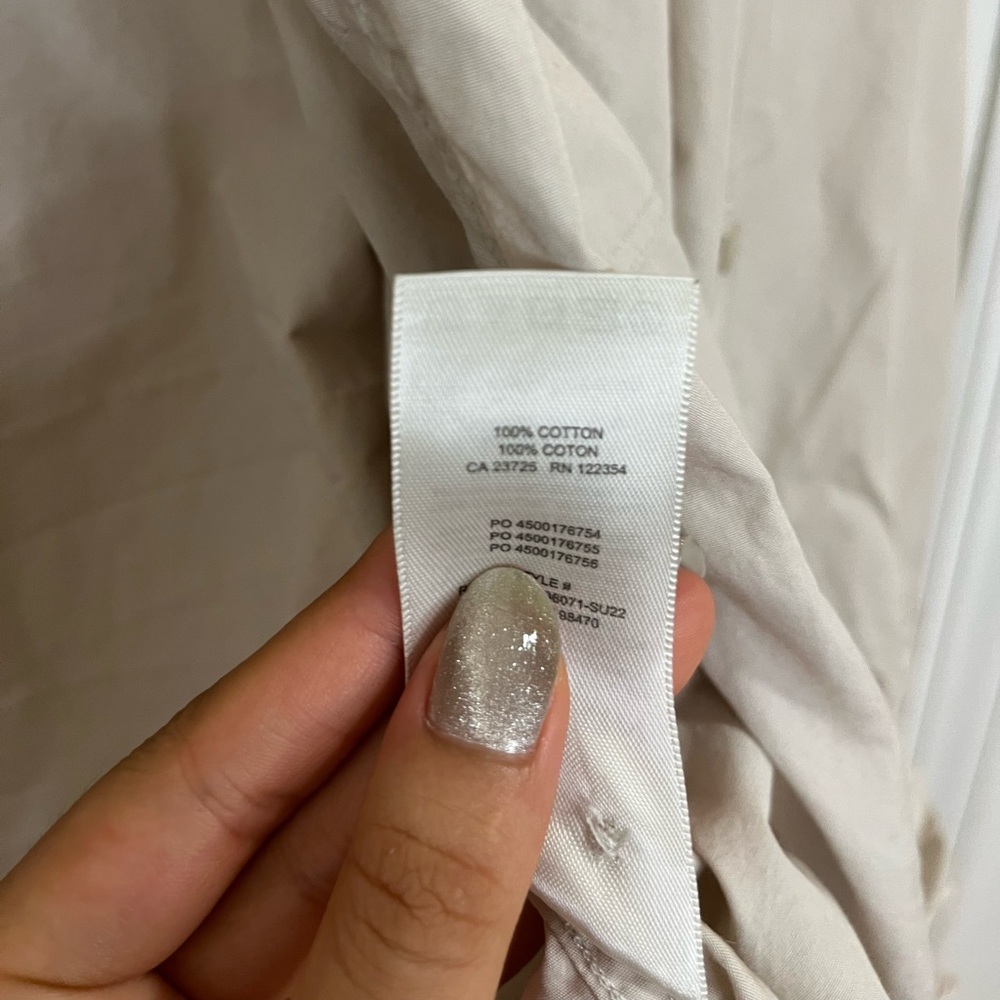 100% COTTON
100% COTON
CA 23725 RN 122354
PO 4500176754
PO 4500176755
PO 4500176756
#